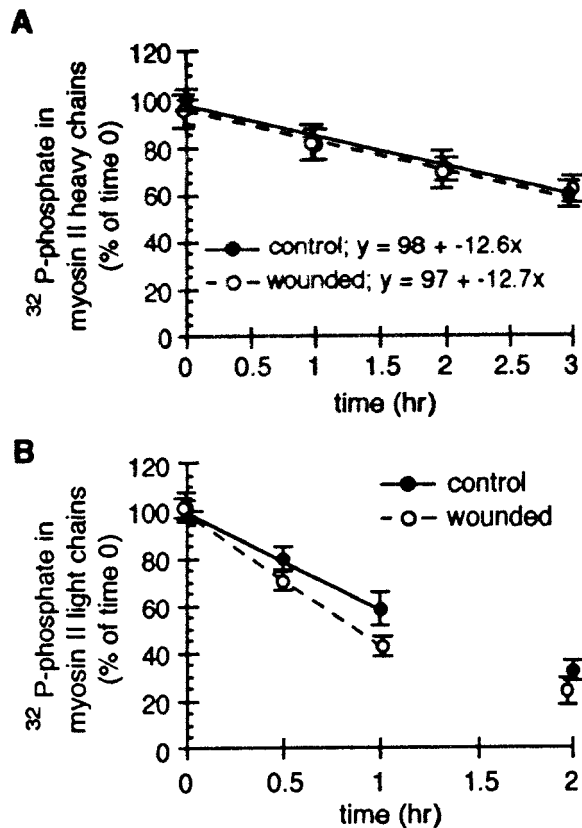 A
32 P-phosphate in
myosin II heavy chains
(% of time 0)
120
100
80
60
40
20
0
control; y = 98 + -12.6x
wounded; y = 97 + -12.7x
0 0.5 1 1.5 2 2.5 3
time (hr)
B
32 P-phosphate in
myosin II light chains
(% of time 0)
120
100
80
60
40
20
0
control
wounded
0 0.5 1 1.5 2
time (hr)